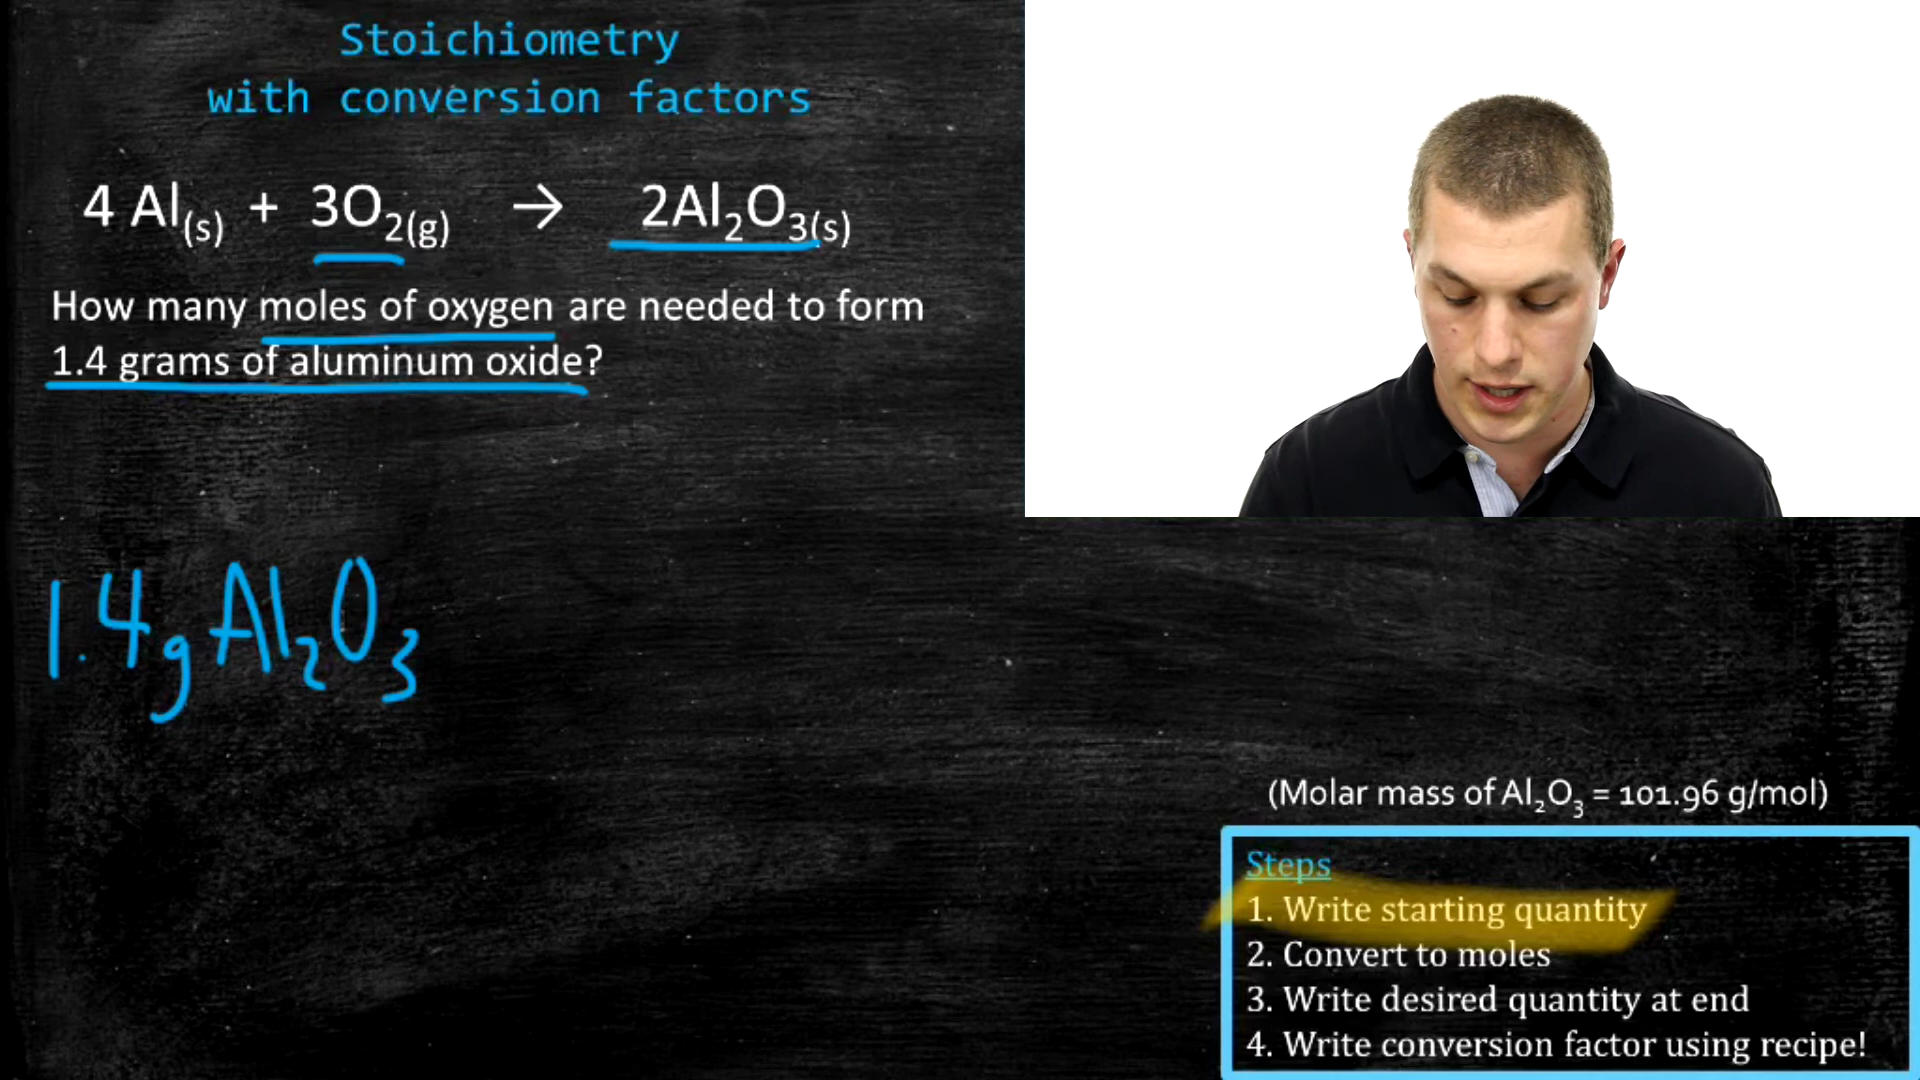 Stoichiometry
with conversion factors
4 Al(s) + 3O₂(g) → 2Al₂O₃(s)
How many moles of oxygen are needed to form
1.4 grams of aluminum oxide?
1.4g Al₂O₃
(Molar mass of Al₂O₃ = 101.96 g/mol)
Steps
1. Write starting quantity
2. Convert to moles
3. Write desired quantity at end
4. Write conversion factor using recipe!